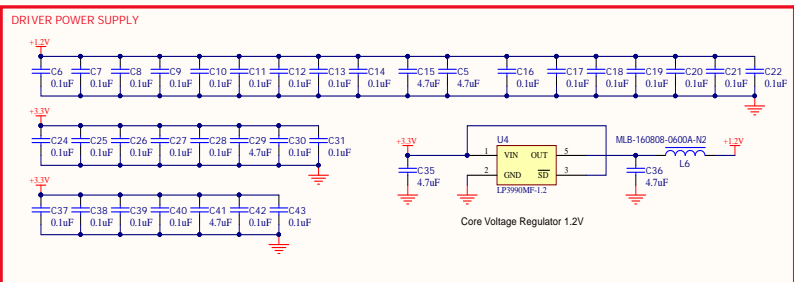 DRIVER POWER SUPPLY
+1.2V
C6 C7 C8 C9 C10 C11 C12 C13 C14 C15 C5 C16 C17 C18 C19 C20 C21 C22
0.1uF 0.1uF 0.1uF 0.1uF 0.1uF 0.1uF 0.1uF 0.1uF 0.1uF 4.7uF 4.7uF 0.1uF 0.1uF 0.1uF 0.1uF 0.1uF 0.1uF 0.1uF
+3.3V
C24 C25 C26 C27 C28 C29 C30 C31
0.1uF 0.1uF 0.1uF 0.1uF 0.1uF 4.7uF 0.1uF 0.1uF
+3.3V
C37 C38 C39 C40 C41 C42 C43
0.1uF 0.1uF 0.1uF 0.1uF 4.7uF 0.1uF 0.1uF
+3.3V
U4
MLB-160808-0600A-N2
+1.2V
1 VIN OUT 5
2 GND SD 3
L6
C35
4.7uF
C36
4.7uF
LP3990MF-1.2
Core Voltage Regulator 1.2V